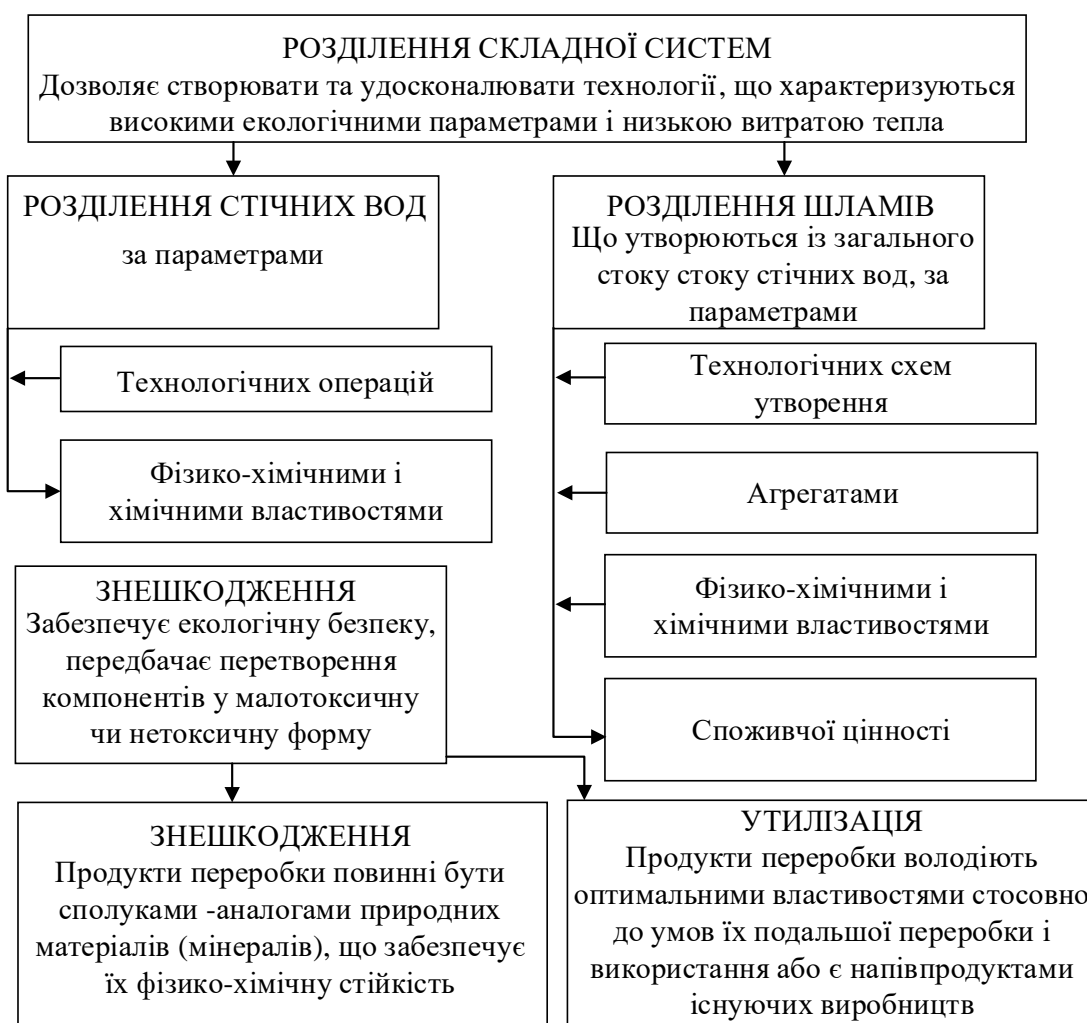 РОЗДІЛЕННЯ СКЛАДНОЇ СИСТЕМ
Дозволяє створювати та удосконалювати технології, що характеризуються
високими екологічними параметрами і низькою витратою тепла
РОЗДІЛЕННЯ СТІЧНИХ ВОД
за параметрами
Технологічних операцій
Фізико-хімічними і
хімічними властивостями
РОЗДІЛЕННЯ ШЛАМІВ
Що утворюються із загального
стоку стоку стічних вод, за
параметрами
Технологічних схем
утворення
Агрегатами
Фізико-хімічними і
хімічними властивостями
Споживчої цінності
ЗНЕШКОДЖЕННЯ
Забезпечує екологічну безпеку,
передбачає перетворення
компонентів у малотоксичну
чи нетоксичну форму
ЗНЕШКОДЖЕННЯ
Продукти переробки повинні бути
сполуками -аналогами природних
матеріалів (мінералів), що забезпечує
їх фізико-хімічну стійкість
УТИЛІЗАЦІЯ
Продукти переробки володіють
оптимальними властивостями стосовно
до умов їх подальшої переробки і
використання або є напівпродуктами
існуючих виробництв